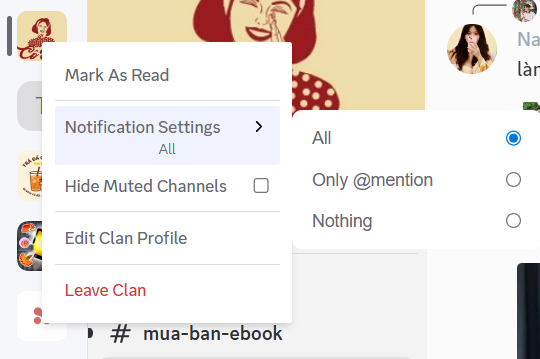 Mark As Read
Notification Settings
All
Hide Muted Channels
Edit Clan Profile
Leave Clan
All
Only @mention
Nothing
Na
làn
# mua-ban-ebook